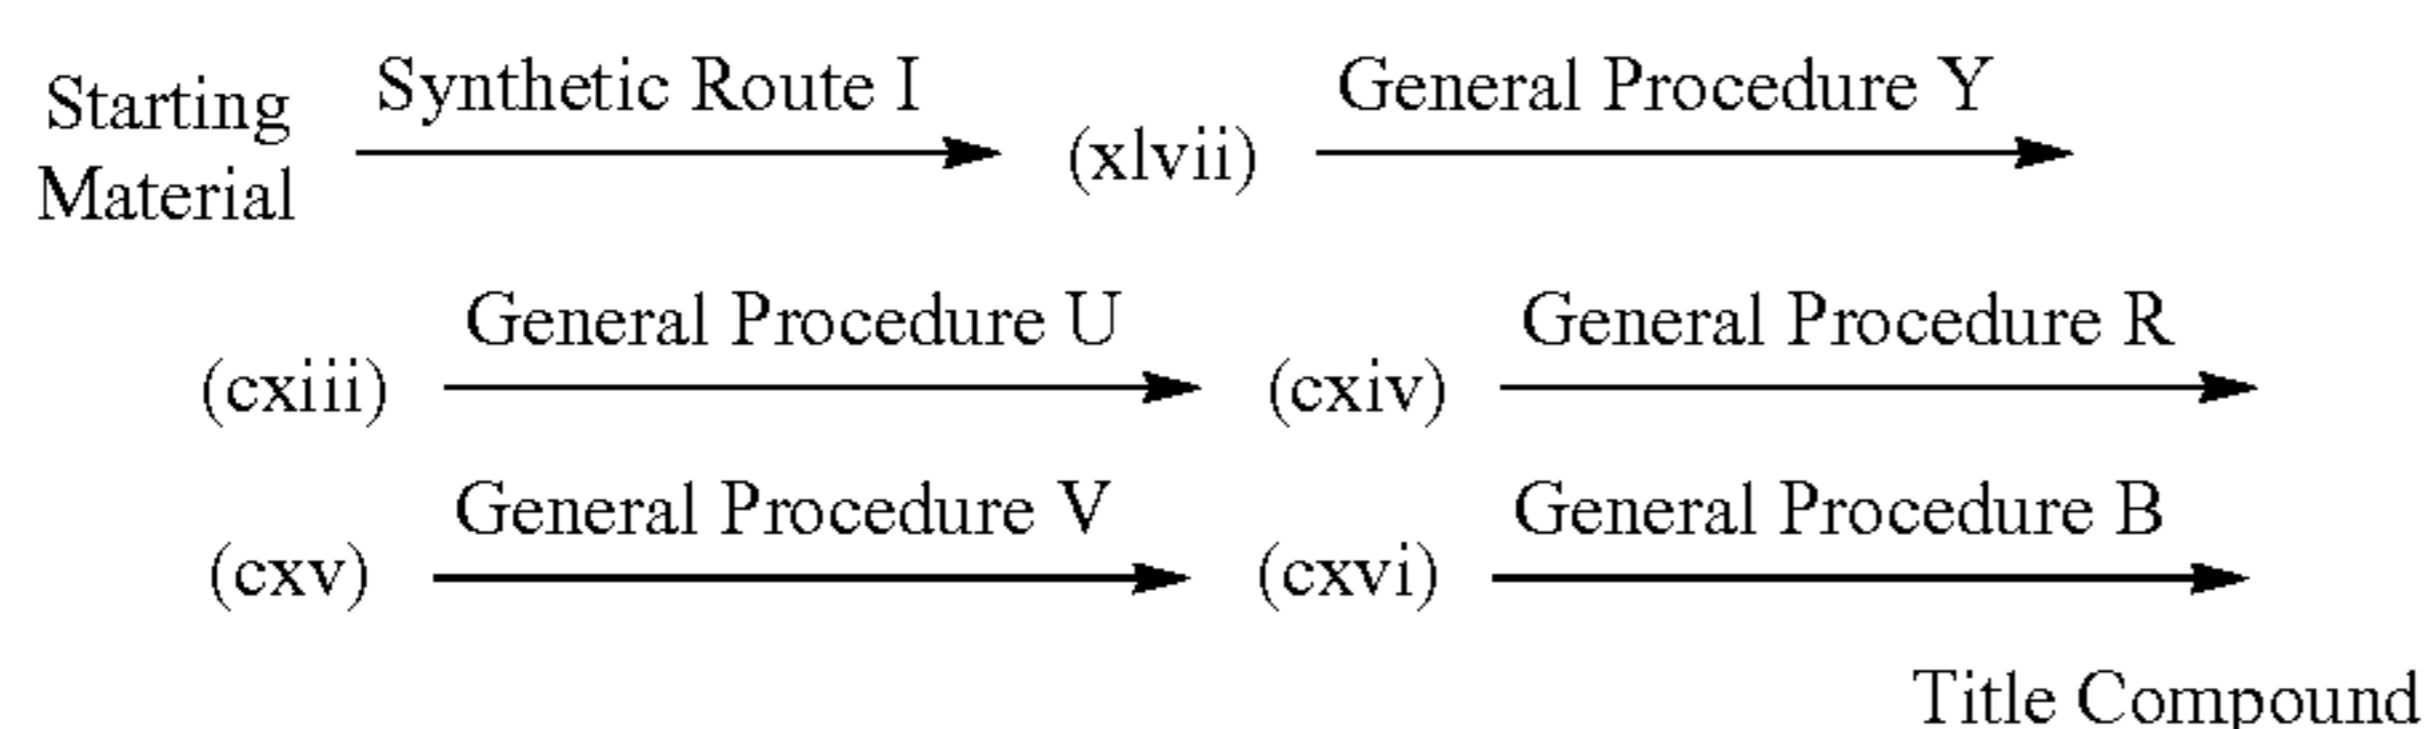 Starting Material
Synthetic Route I
(xlvii)
General Procedure Y
(cxiii)
General Procedure U
(cxiv)
General Procedure R
(cxv)
General Procedure V
(cxvi)
General Procedure B
Title Compound